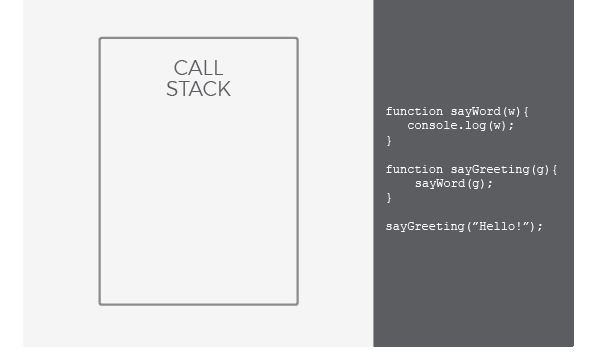 CALL
STACK
function sayWord(w){
console.log(w);
}
function sayGreeting(g){
sayWord(g);
}
sayGreeting(”Hello!”);